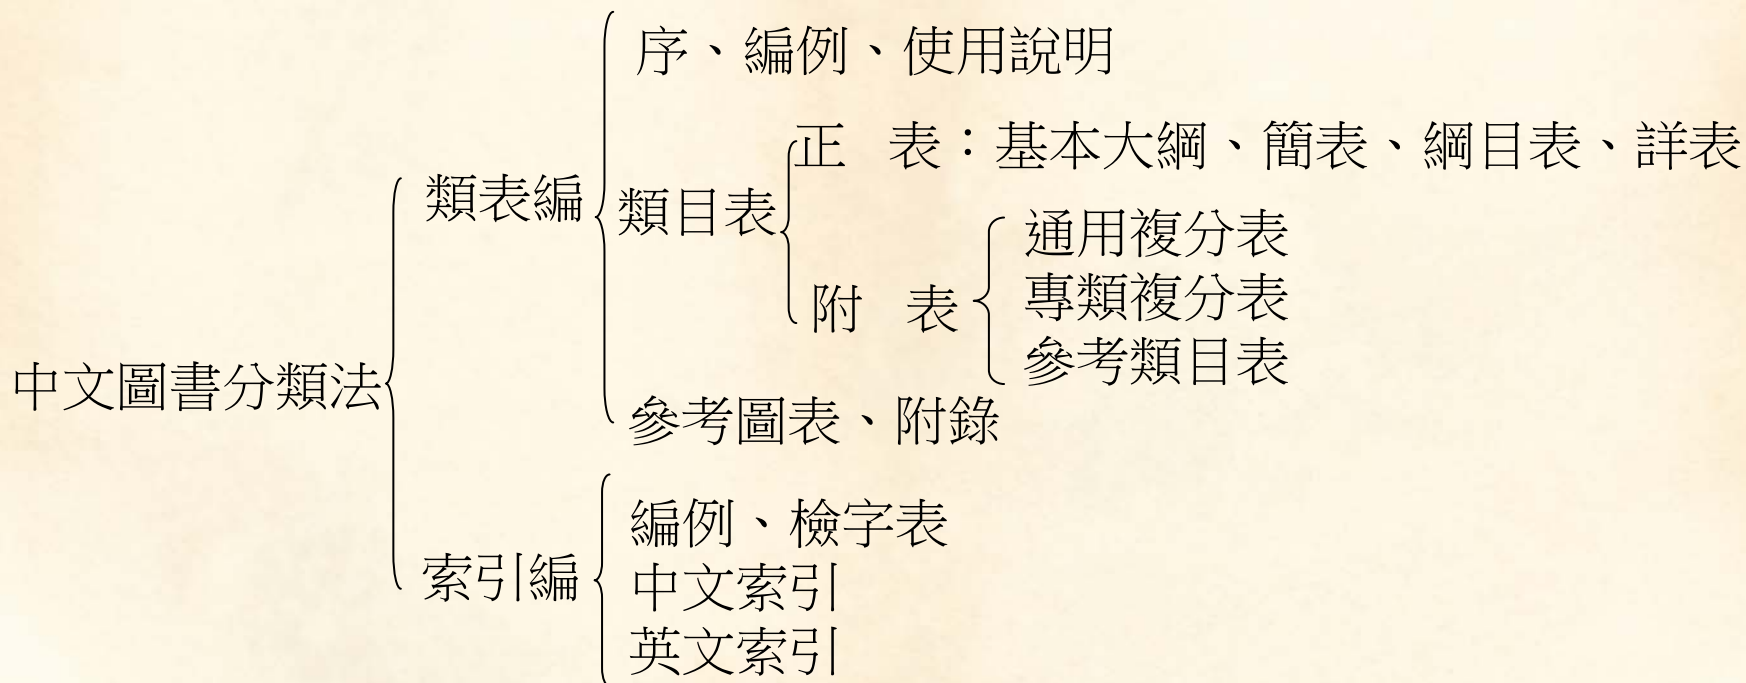 序、編例、使用說明
正 表：基本大綱、簡表、綱目表、詳表
類表編
類目表
通用複分表
專類複分表
附 表
參考類目表
中文圖書分類法
參考圖表、附錄
編例、檢字表
索引編
中文索引
英文索引